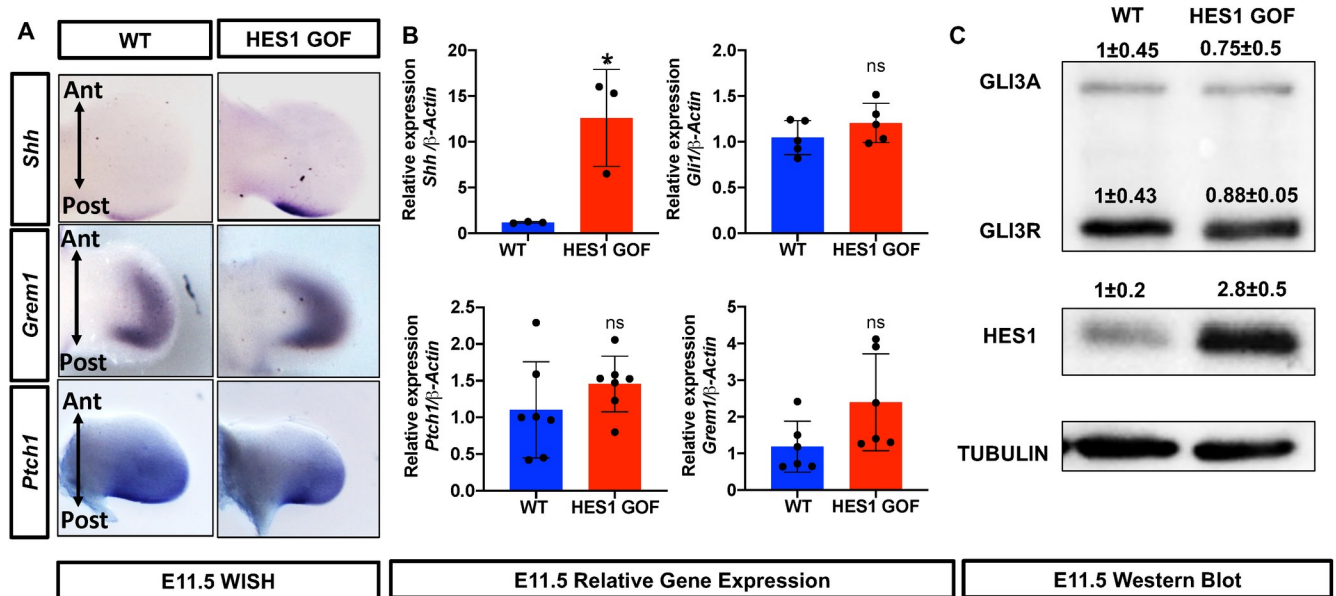 A
WT
HES1 GOF
Shh
Ant
Post
Grem1
Ant
Post
Ptch1
Ant
Post
E11.5 WISH
B
Relative expression
Shh/β-Actin
20
15
10
5
0
*
WT
HES1 GOF
Relative expression
Gli1/β-Actin
2.0
1.5
1.0
0.5
0.0
ns
WT
HES1 GOF
Relative expression
Ptch1/β-Actin
2.5
2.0
1.5
1.0
0.5
0.0
ns
WT
HES1 GOF
Relative expression
Grem1/β-Actin
5
4
3
2
1
0
ns
WT
HES1 GOF
E11.5 Relative Gene Expression
C
WT
HES1 GOF
1±0.45
0.75±0.5
GLI3A
1±0.43
0.88±0.05
GLI3R
1±0.2
2.8±0.5
HES1
TUBULIN
E11.5 Western Blot